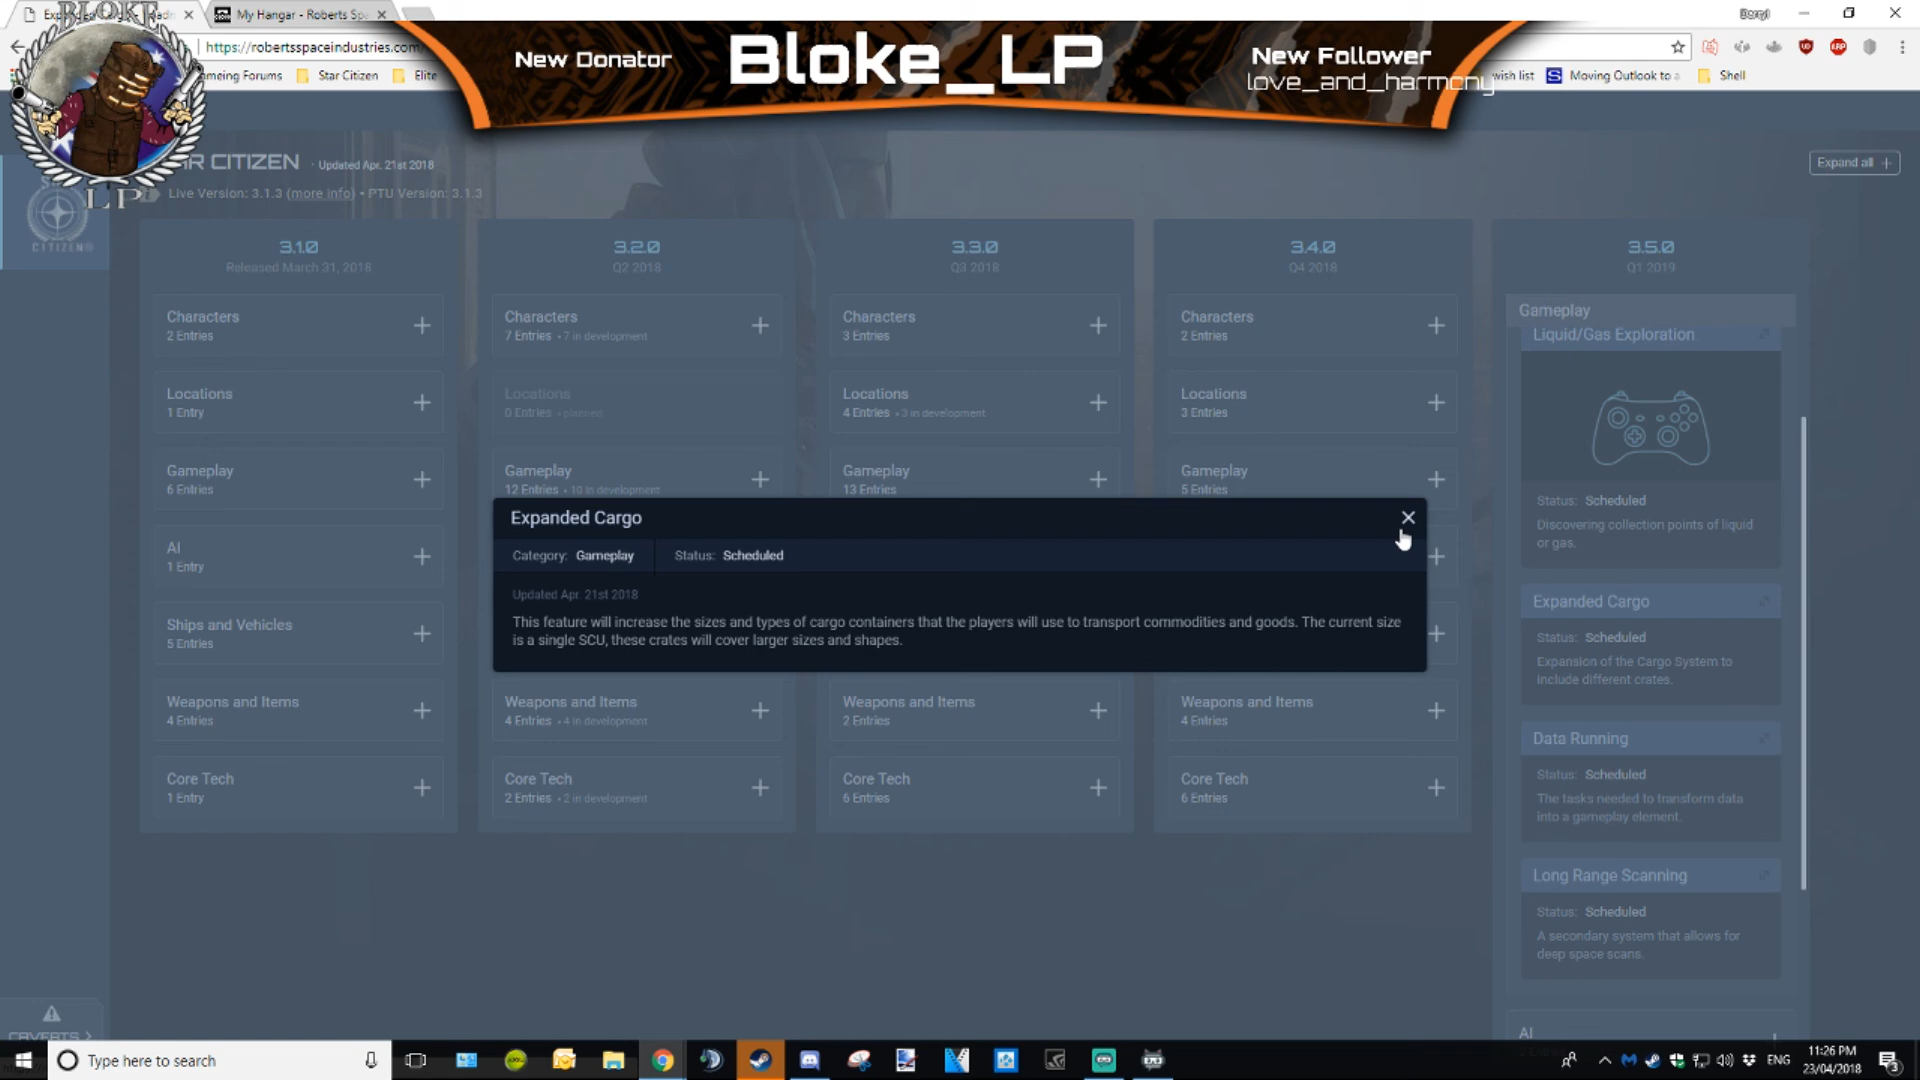 BLOKE
My Hangar - Roberts Spa
https://robertsspaceindustries.com
New Donator
Bloke_LP
New Follower
love_and_harmony
ameing Forums
Star Citizen
Elite
wish list
Moving Outlook to a
Shell
AR CITIZEN
• Updated Apr. 21st 2018
Live Version: 3.1.3 (more info) • PTU Version: 3.1.3
LP
CITIZEN®
Expand all +
3.1.0
Released March 31, 2018
Characters
2 Entries
Locations
1 Entry
Gameplay
6 Entries
AI
1 Entry
Ships and Vehicles
5 Entries
Weapons and Items
4 Entries
Core Tech
1 Entry
3.2.0
Q2 2018
Characters
7 Entries • 7 in development
Locations
0 Entries • planned
Gameplay
12 Entries • 10 in development
Weapons and Items
4 Entries • 4 in development
Core Tech
2 Entries • 2 in development
3.3.0
Q3 2018
Characters
3 Entries
Locations
4 Entries • 3 in development
Gameplay
13 Entries
Weapons and Items
2 Entries
Core Tech
6 Entries
3.4.0
Q4 2018
Characters
2 Entries
Locations
3 Entries
Gameplay
5 Entries
Weapons and Items
4 Entries
Core Tech
6 Entries
3.5.0
Q1 2019
Gameplay
Liquid/Gas Exploration
Status: Scheduled
Discovering collection points of liquid
or gas.
Expanded Cargo
Status: Scheduled
Expansion of the Cargo System to
include different crates.
Data Running
Status: Scheduled
The tasks needed to transform data
into a gameplay element.
Long Range Scanning
Status: Scheduled
A secondary system that allows for
deep space scans.
AI
Expanded Cargo
Category: Gameplay
Status: Scheduled
Updated Apr. 21st 2018
This feature will increase the sizes and types of cargo containers that the players will use to transport commodities and goods. The current size
is a single SCU, these crates will cover larger sizes and shapes.
CAVEATS
Type here to search
ENG
11:26 PM
23/04/2018
3